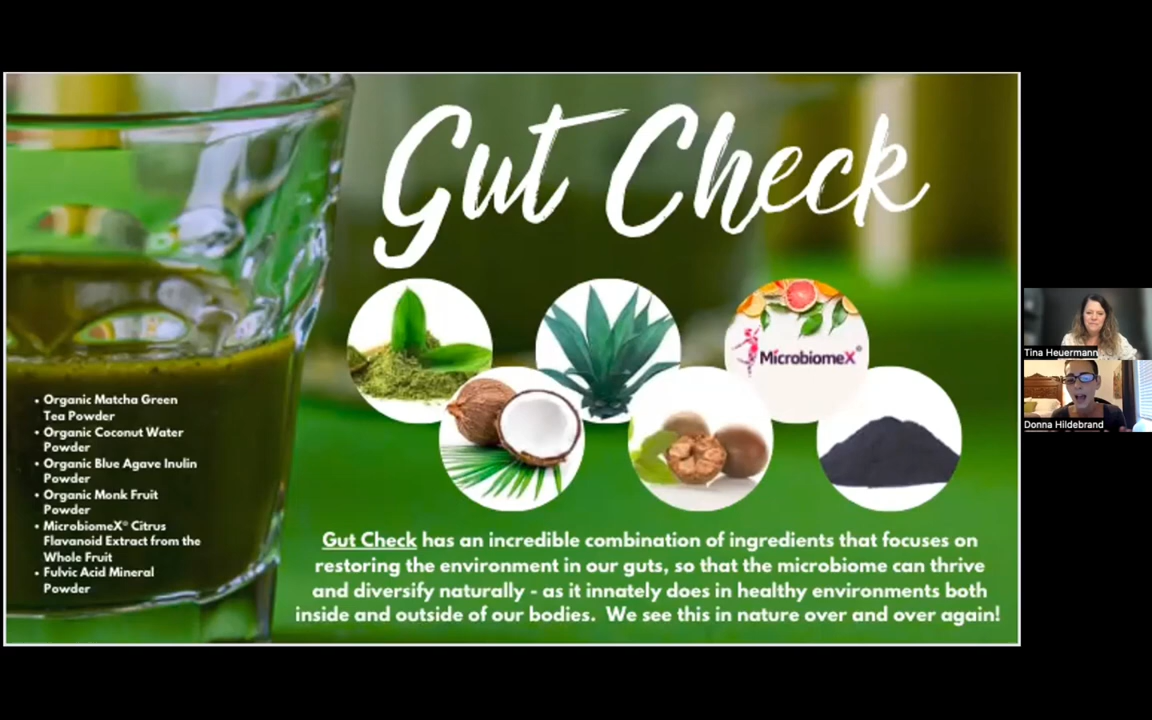 Gut Check
MicrobiomeX®
• Organic Matcha Green
Tea Powder
• Organic Coconut Water
Powder
• Organic Blue Agave Inulin
Powder
• Organic Monk Fruit
Powder
• MicrobiomeX® Citrus
Flavanoid Extract from the
Whole Fruit
• Fulvic Acid Mineral
Powder
Gut Check has an incredible combination of ingredients that focuses on
restoring the environment in our guts, so that the microbiome can thrive
and diversify naturally - as it innately does in healthy environments both
inside and outside of our bodies. We see this in nature over and over again!
Tina Heuermann
Donna Hildebrand